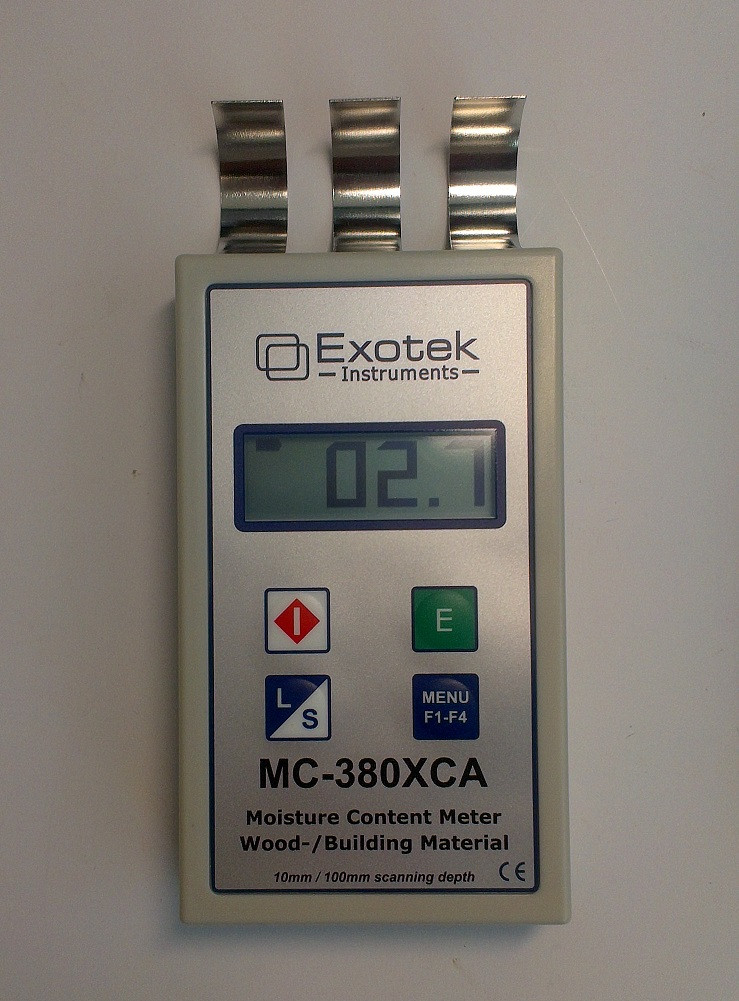 Exotek
Instruments
02.7
I
E
L
S
MENU
F1-F4
MC-380XCA
Moisture Content Meter
Wood-/Building Material
10mm / 100mm scanning depth
CE